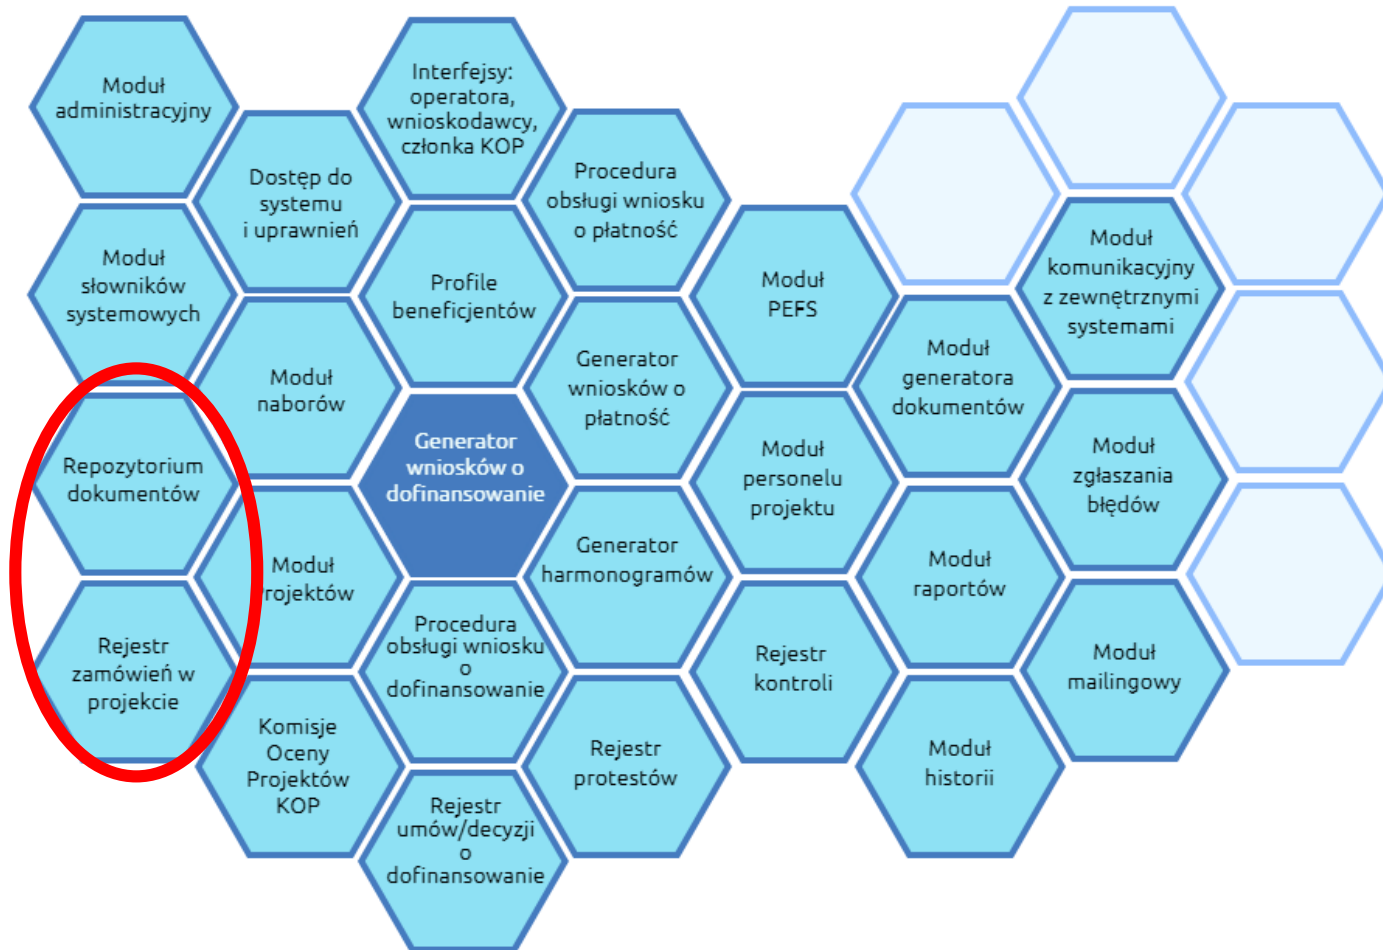 Moduł
administracyjny
Moduł
słowników
systemowych
Repozytorium
dokumentów
Rejestr
zamówień w
projekcie
Dostęp do
systemu
i uprawnień
Moduł
naborów
Moduł
projektów
Komisje
Oceny
Projektów
KOP
Interfejsy:
operatora,
wnioskodawcy,
członka KOP
Profile
beneficjentów
Generator
wniosków o
dofinansowanie
Procedura
obsługi wniosku
o
dofinansowanie
Rejestr
umów/decyzji
o
dofinansowanie
Procedura
obsługi wniosku
o płatność
Generator
wniosków o
płatność
Generator
harmonogramów
Rejestr
protestów
Moduł
PEFS
Moduł
personelu
projektu
Rejestr
kontroli
Moduł
generatora
dokumentów
Moduł
raportów
Moduł
historii
Moduł
komunikacyjny
z zewnętrznymi
systemami
Moduł
zgłaszania
błędów
Moduł
mailingowy